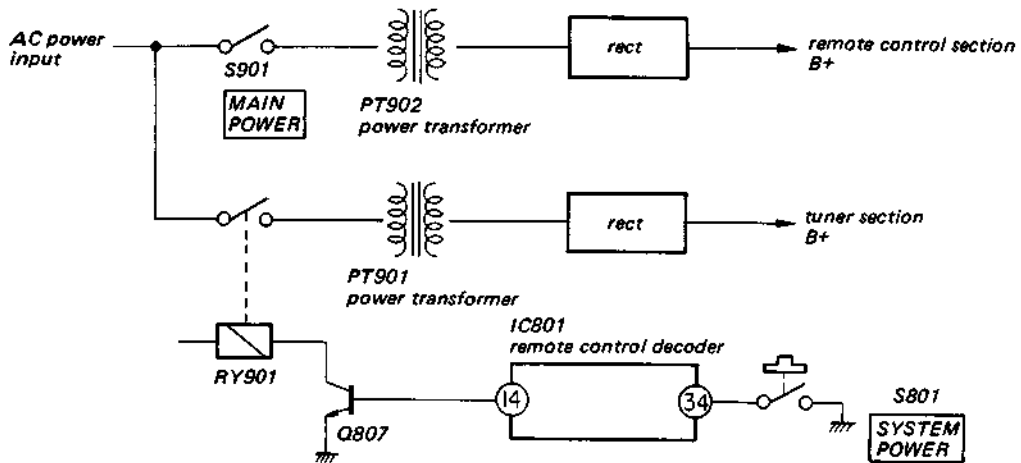 AC power
input
S901
MAIN
POWER
PT902
power transformer
rect
remote control section
B+
PT901
power transformer
rect
tuner section
B+
RY901
Q807
IC801
remote control decoder
14
34
S801
SYSTEM
POWER